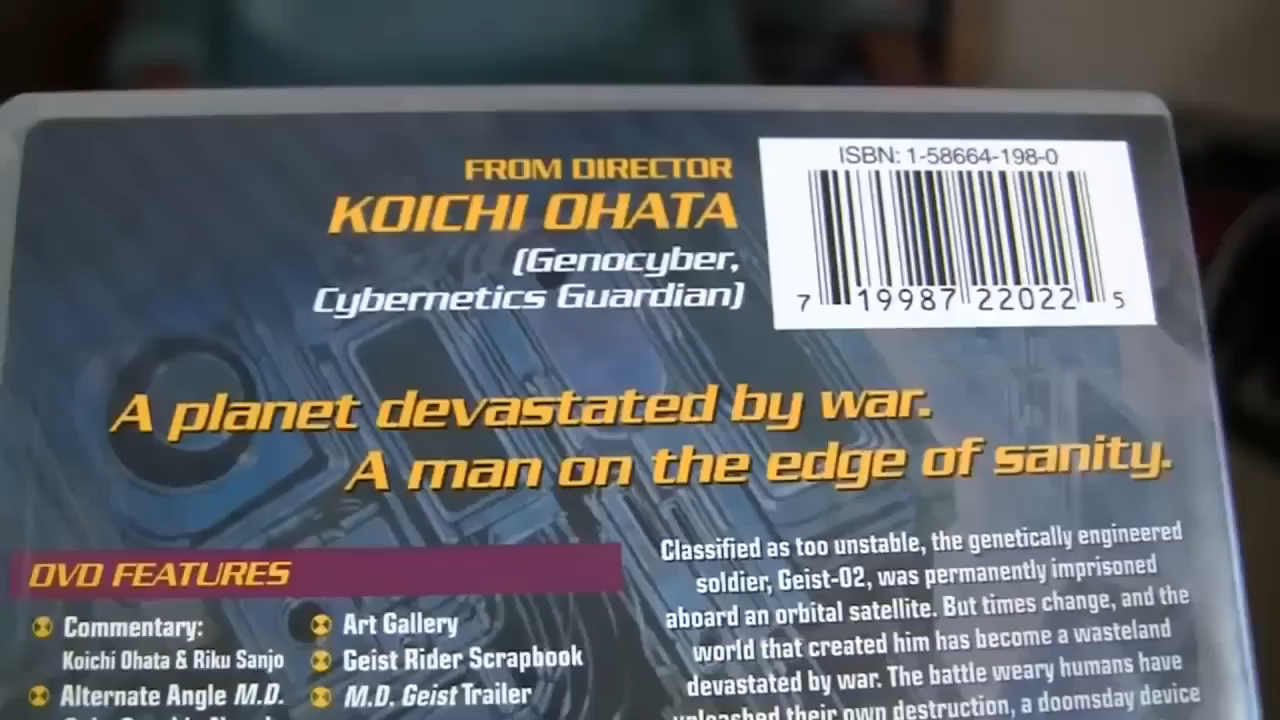 FROM DIRECTOR
KOICHI OHATA
(Genocyber,
Cybernetics Guardian)
ISBN: 1-58664-198-0
7 19987 22022 5
A planet devastated by war.
A man on the edge of sanity.
DVD FEATURES
Commentary:
Koichi Ohata & Riku Sanjo
Alternate Angle M.D.
Art Gallery
Geist Rider Scrapbook
M.D. Geist Trailer
Classified as too unstable, the genetically engineered
soldier, Geist-02, was permanently imprisoned
aboard an orbital satellite. But times change, and the
world that created him has become a wasteland
devastated by war. The battle weary humans have
unleashed their own destruction, a doomsday device